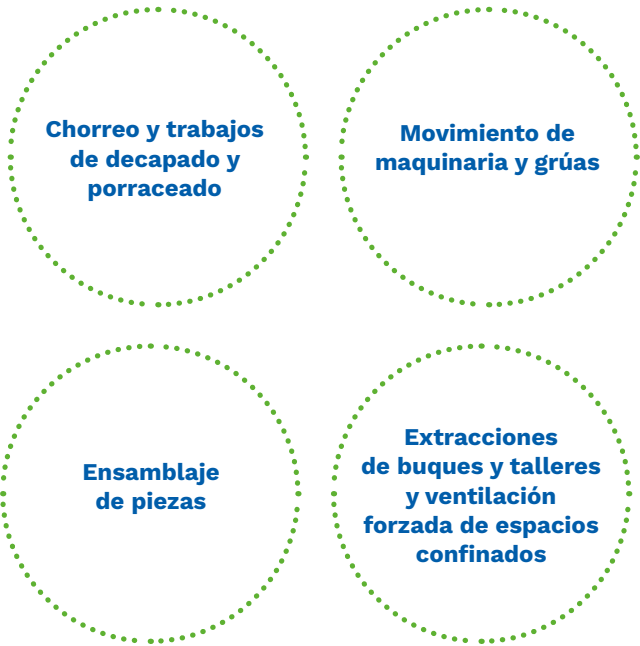 Chorreo y trabajos
de decapado y
porraceado
Movimiento de
maquinaria y grúas
Ensamblaje
de piezas
Extracciones
de buques y talleres
y ventilación
forzada de espacios
confinados